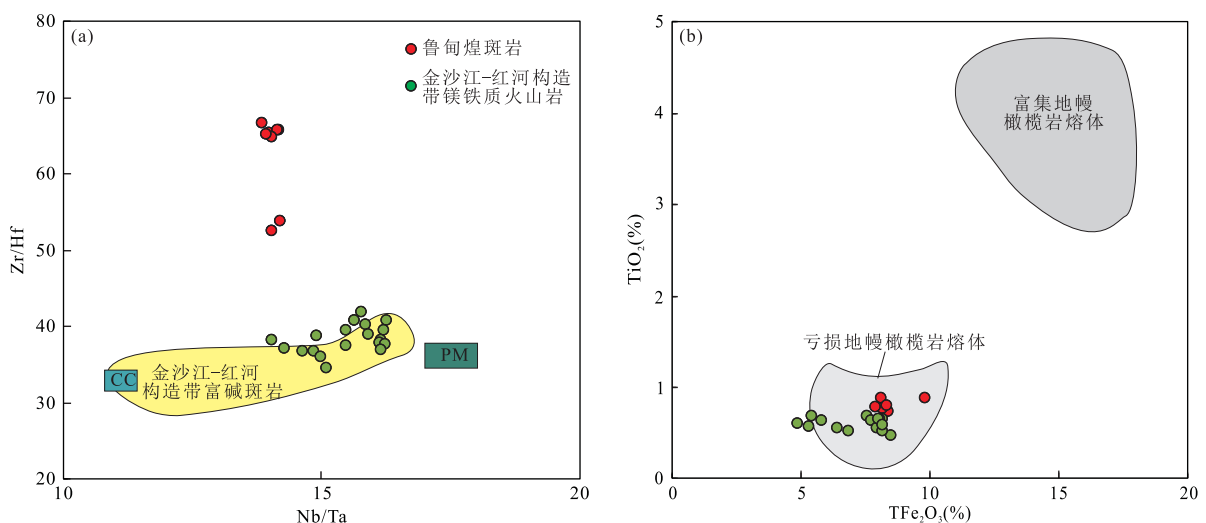 (a)
鲁甸煌斑岩
金沙江-红河构造
带镁铁质火山岩
PM
CC
金沙江-红河
构造带富碱斑岩
80
70
60
50
40
30
20
Zr/Hf
10
15
20
Nb/Ta
(b)
富集地幔
橄榄岩熔体
亏损地幔橄榄岩熔体
5
4
3
2
1
0
TiO₂(%)
0
5
10
15
20
TFe₂O₃(%)